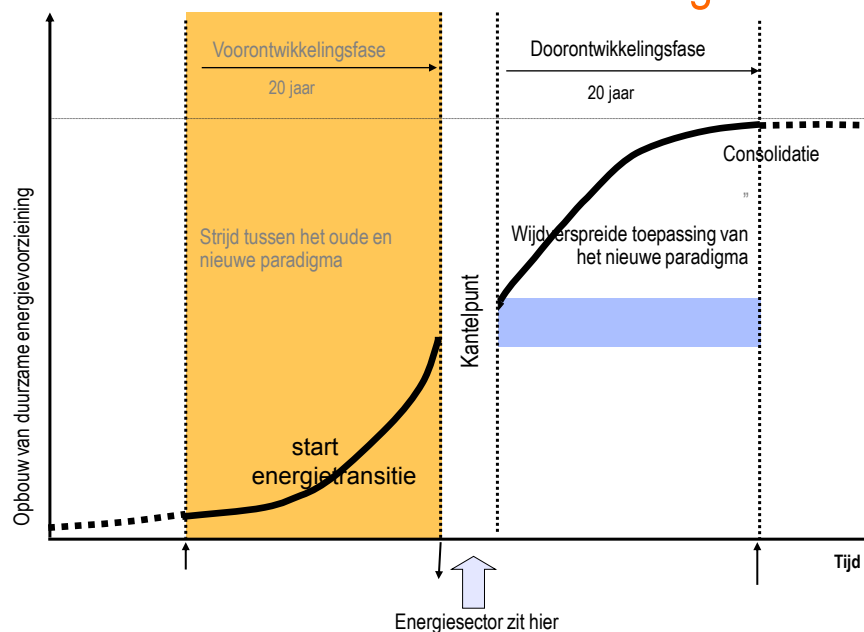 g
Voorontwikkelingsfase
20 jaar
Doorontwikkelingsfase
20 jaar
Consolidatie
”
Strijd tussen het oude en
nieuwe paradigma
Wijdverspreide toepassing van
het nieuwe paradigma
Kantelpunt
Opbouw van duurzame energievoorzieining
start
energietransitie
Tijd
Energiesector zit hier